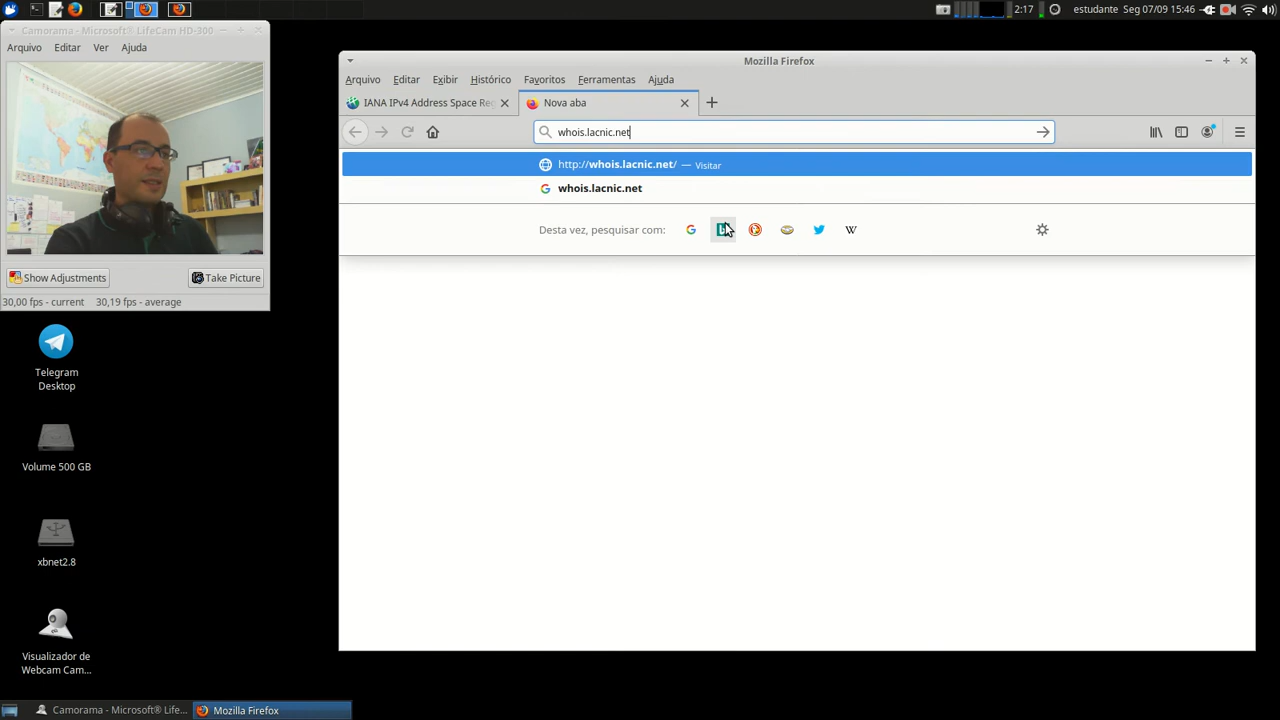 2:17
estudante Seg 07/09 15:46
Camorama - Microsoft® LifeCam HD-300
Arquivo Editar Ver Ajuda
Show Adjustments
Take Picture
30,00 fps - current 30,19 fps - average
Telegram
Desktop
Volume 500 GB
xbnet2.8
Visualizador de
Webcam Cam...
Mozilla Firefox
Arquivo Editar Exibir Histórico Favoritos Ferramentas Ajuda
IANA IPv4 Address Space Reg
Nova aba
whois.lacnic.net
http://whois.lacnic.net/ — Visitar
whois.lacnic.net
Desta vez, pesquisar com:
Camorama - Microsoft® Life...
Mozilla Firefox